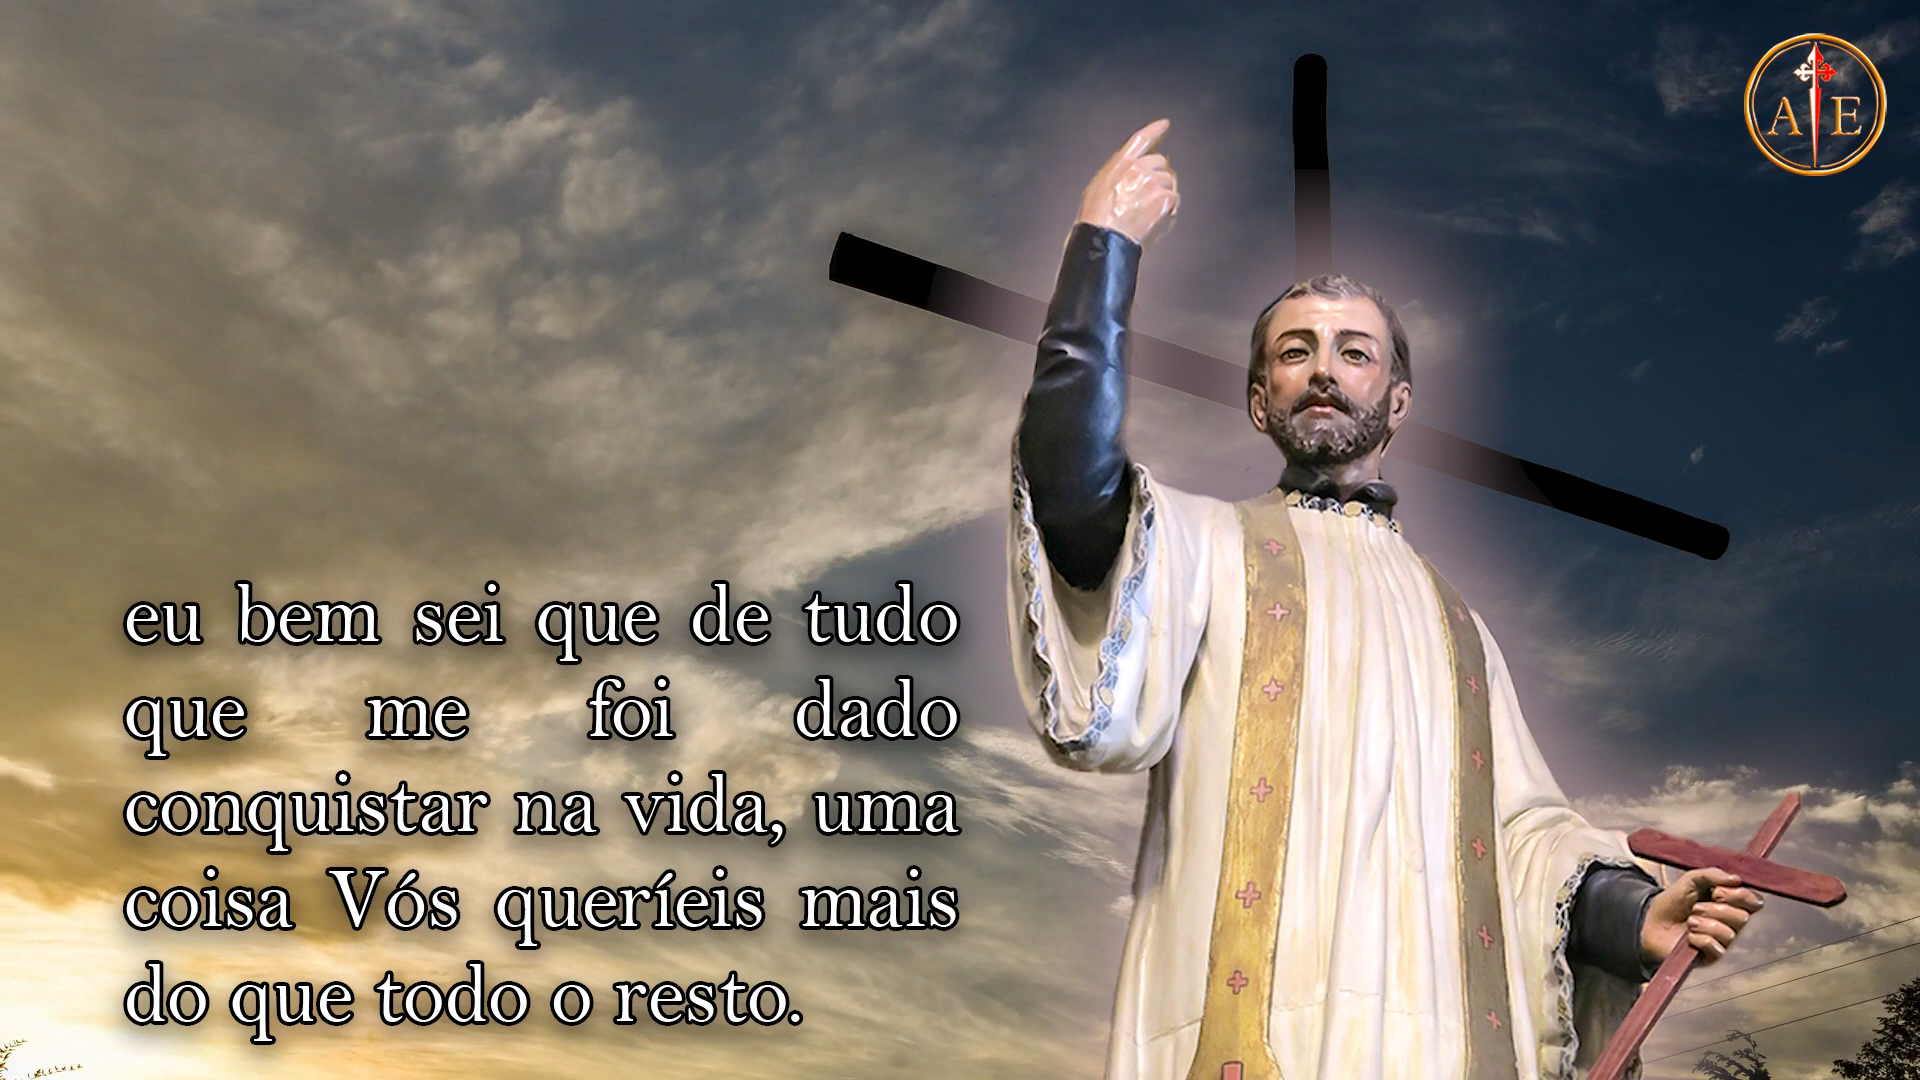 A E
eu bem sei que de tudo
que me foi dado
conquistar na vida, uma
coisa Vós queríeis mais
do que todo o resto.